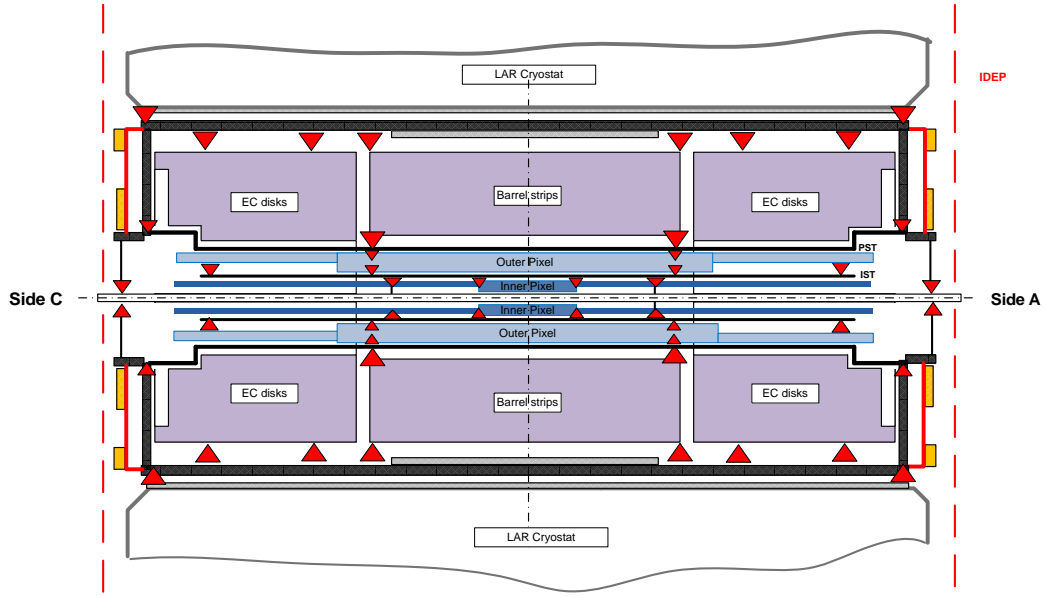 LAR Cryostat
IDEP
EC disks
Barrel strips
EC disks
PST
Outer Pixel
IST
Inner Pixel
Side C
Side A
Inner Pixel
Outer Pixel
EC disks
Barrel strips
EC disks
LAR Cryostat